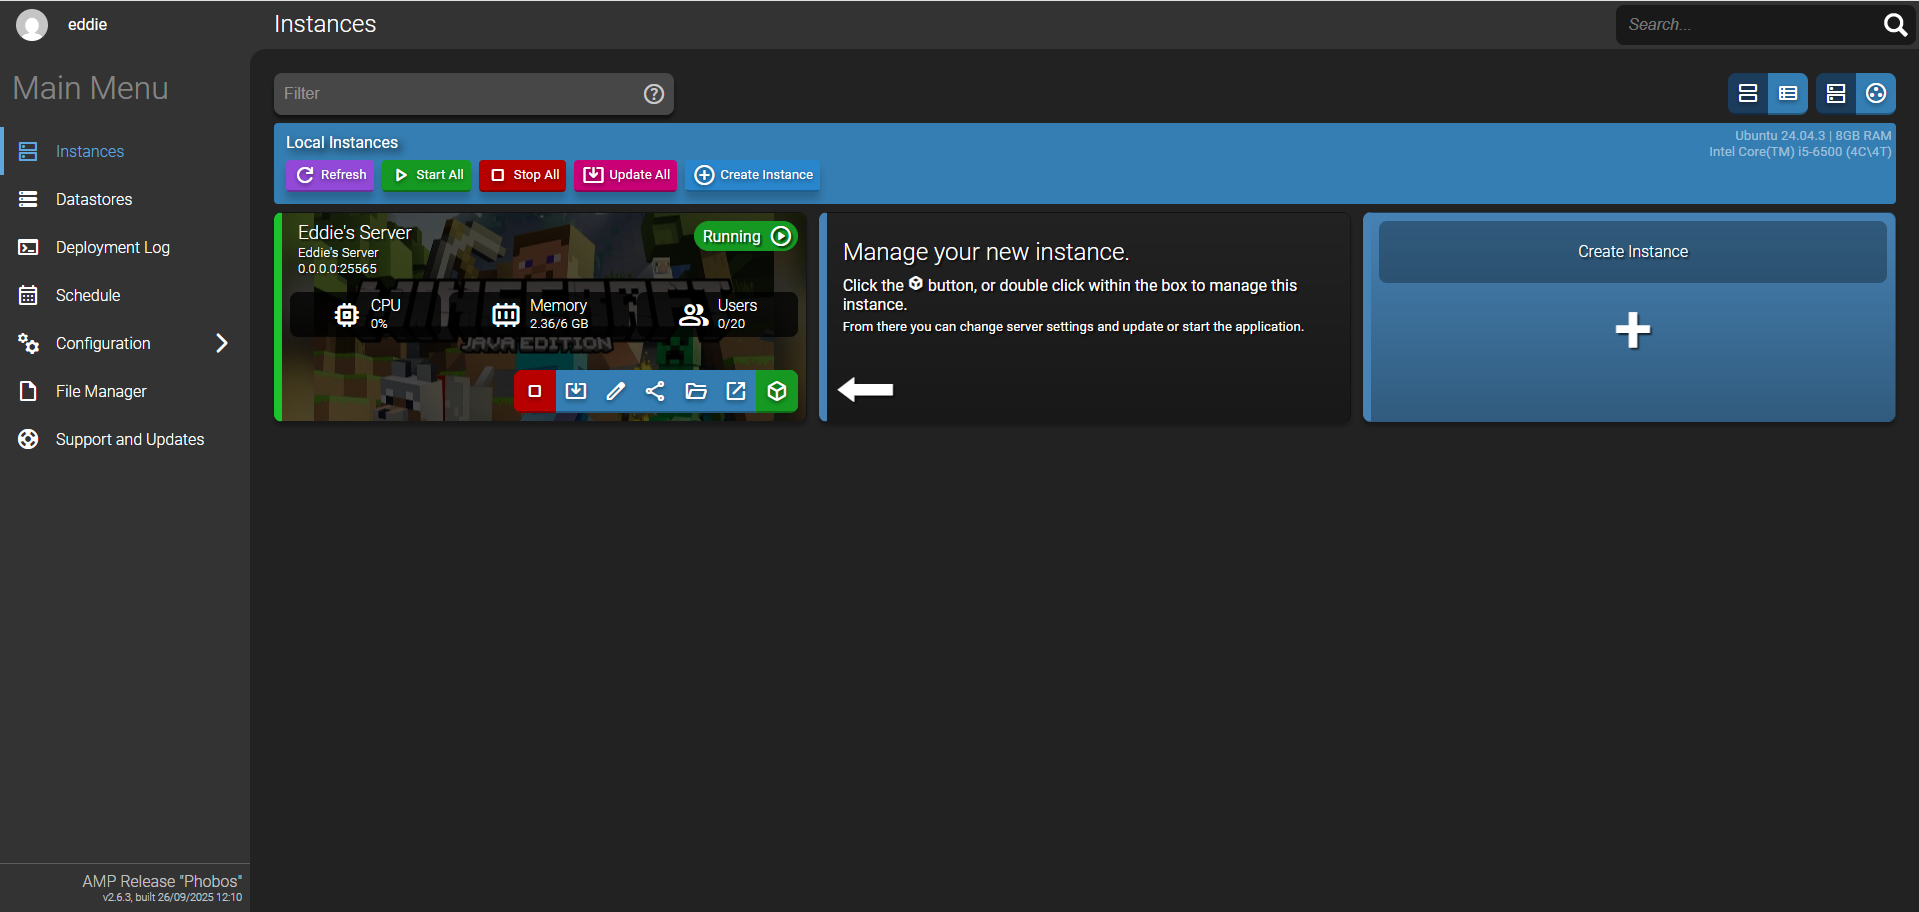 eddie
Instances
Search...
Main Menu
Instances
Datastores
Deployment Log
Schedule
Configuration
File Manager
Support and Updates
AMP Release "Phobos"
v2.6.3, built 26/09/2025 12:10
Filter
Local Instances
Ubuntu 24.04.3 | 8GB RAM
Intel Core(TM) i5-6500 (4C\4T)
Refresh
Start All
Stop All
Update All
Create Instance
Eddie's Server
Running
Eddie's Server
0.0.0.0:25565
MINECRAFT
CPU
0%
Memory
2.36/6 GB
Users
0/20
JAVA EDITION
Manage your new instance.
Click the button, or double click within the box to manage this
instance.
From there you can change server settings and update or start the application.
Create Instance